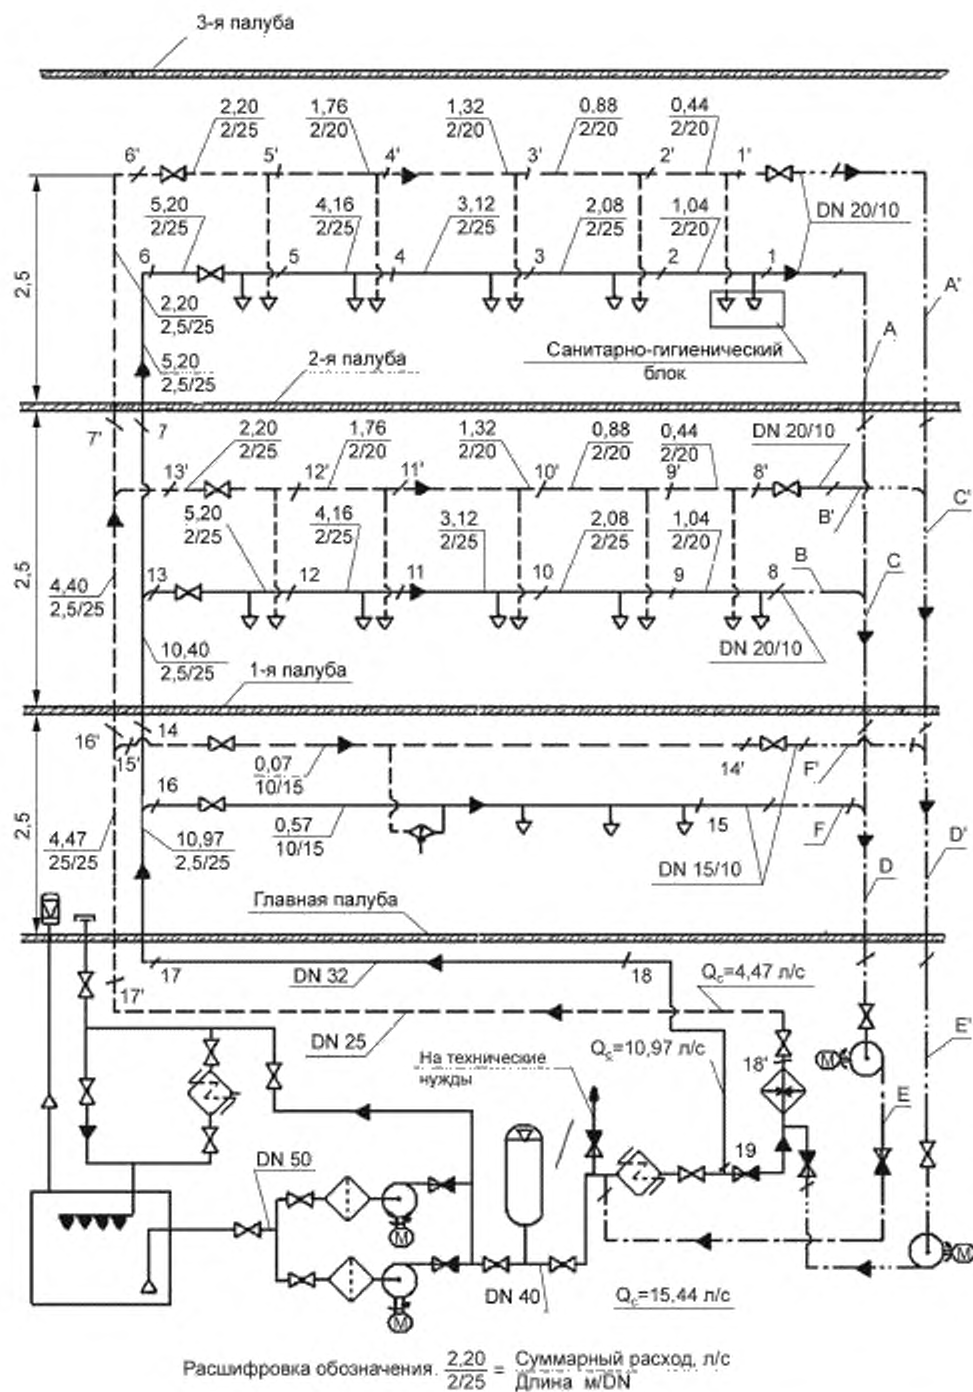 3-я палуба
2,20
2/25
1,76
2/20
1,32
2/20
0,88
2/20
0,44
2/20
6'
5'
4'
3'
2'
1'
DN 20/10
5,20
2/25
4,16
2/25
3,12
2/25
2,08
2/25
1,04
2/20
6
5
4
3
2
1
2,5
2,20
2,5/25
5,20
2,5/25
A'
A
Санитарно-гигиенический
блок
2-я палуба
7'
7
2,20
2/25
1,76
2/20
1,32
2/20
0,88
2/20
0,44
2/20
DN 20/10
13'
12'
11'
10'
9'
8'
B'
C'
5,20
2/25
4,16
2/25
3,12
2/25
2,08
2/25
1,04
2/20
B
C
2,5
4,40
2,5/25
13
12
11
10
9
8
DN 20/10
10,40
2,5/25
1-я палуба
16'
14
15'
0,07
10/15
14'
F'
2,5
16
0,57
10/15
15
F
4,47
25/25
10,97
2,5/25
DN 15/10
D
D'
Главная палуба
17
DN 32
18
Qc=4,47 л/с
17'
DN 25
На технические
нужды
Qc=10,97 л/с
18'
M
E'
E
19
DN 50
M
M
M
DN 40
Qc=15,44 л/с
Расшифровка обозначения. 2,20 / 2/25 = Суммарный расход, л/с / Длина м/DN